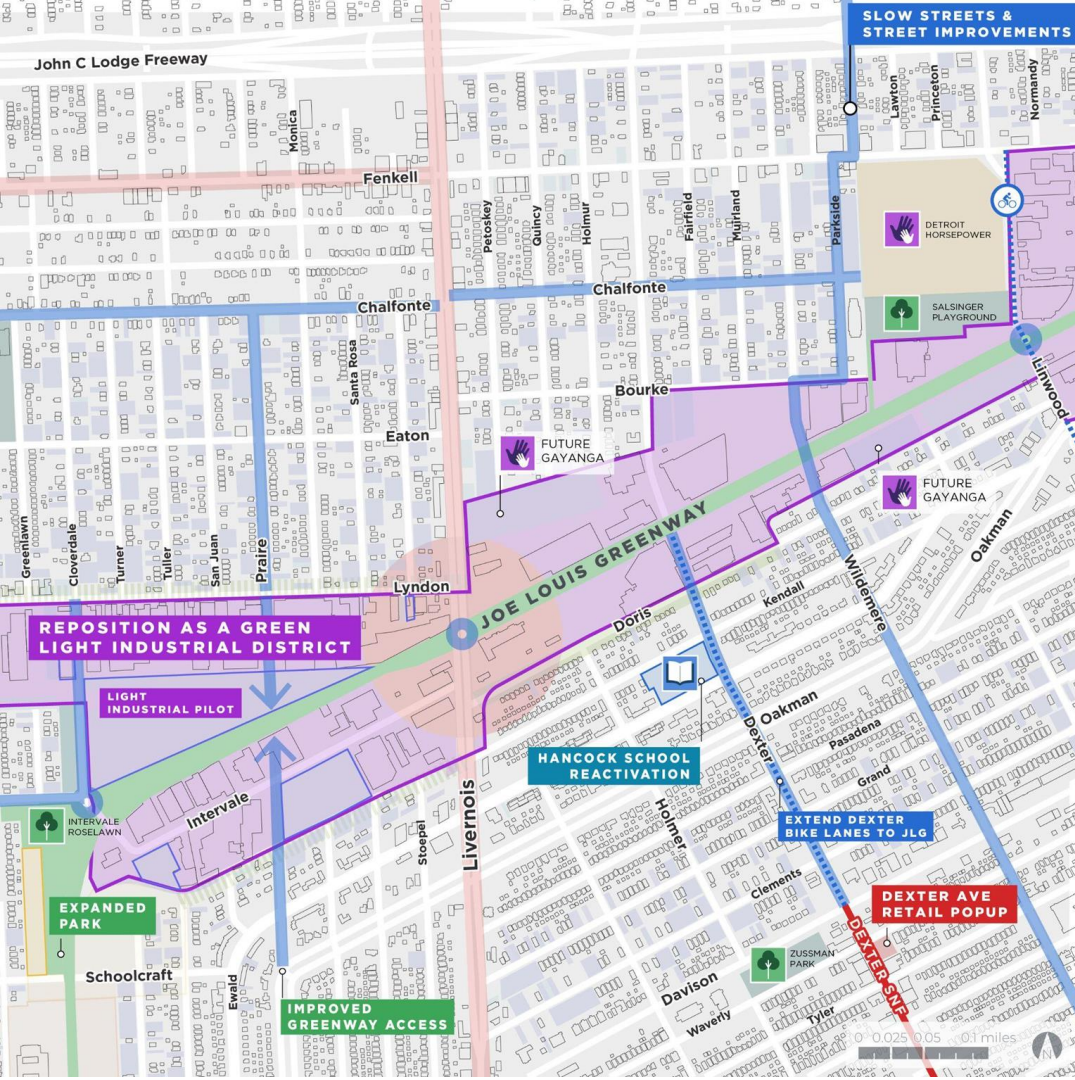 SLOW STREETS &
STREET IMPROVEMENTS
John C Lodge Freeway
Monica
Lawton
Princeton
Normandy
Fenkell
Petoskey
Quincy
Holmur
Fairfield
Muirland
Parkside
DETROIT
HORSEPOWER
SALSINGER
PLAYGROUND
Chalfonte
Chalfonte
Santa Rosa
Linwood
Bourke
Eaton
FUTURE
GAYANGA
FUTURE
GAYANGA
Greenlawn
Cloverdale
Turner
Tuller
San Juan
Praire
JOE LOUIS GREENWAY
Oakman
Lyndon
Wildemere
Kendall
Doris
REPOSITION AS A GREEN
LIGHT INDUSTRIAL DISTRICT
LIGHT
INDUSTRIAL PILOT
Oakman
Dexter
Pasadena
HANCOCK SCHOOL
REACTIVATION
Grand
Intervale
INTERVALE
ROSELAWN
Stoepel
Livernois
Holmer
EXTEND DEXTER
BIKE LANES TO JLG
Clements
EXPANDED
PARK
DEXTER AVE
RETAIL POPUP
DEXTER SNF
ZUSSMAN
PARK
Schoolcraft
Ewald
Davison
IMPROVED
GREENWAY ACCESS
Waverly
Tyler
0 0.025 0.05 0.1 miles
N